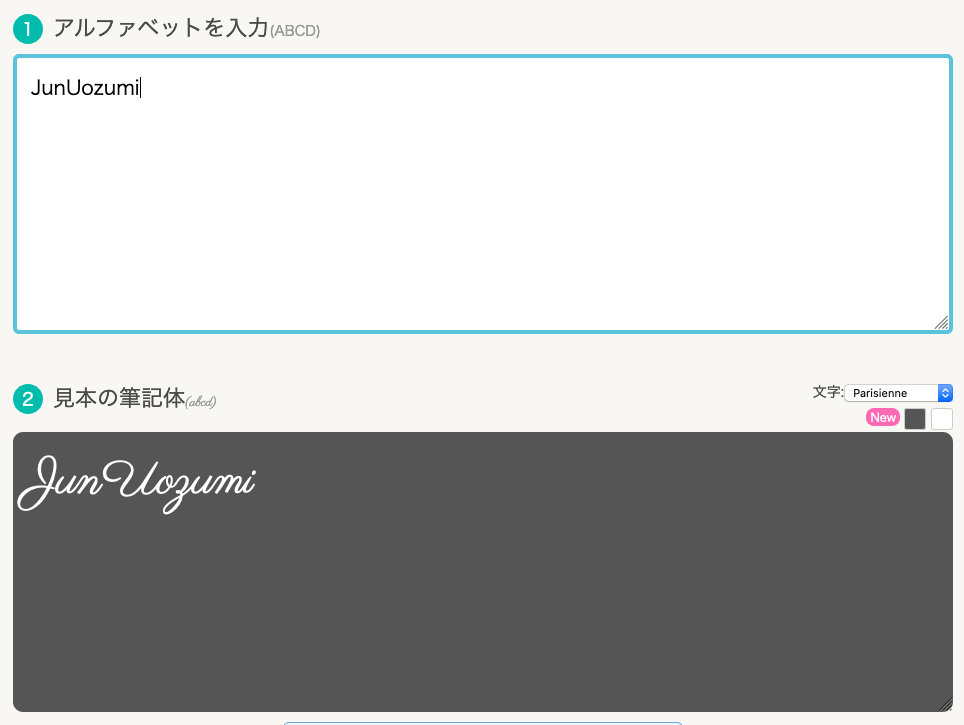 1 アルファベットを入力(ABCD)
JunUozumi
2 見本の筆記体(abcd)
文字: Parisienne
New
JunUozumi